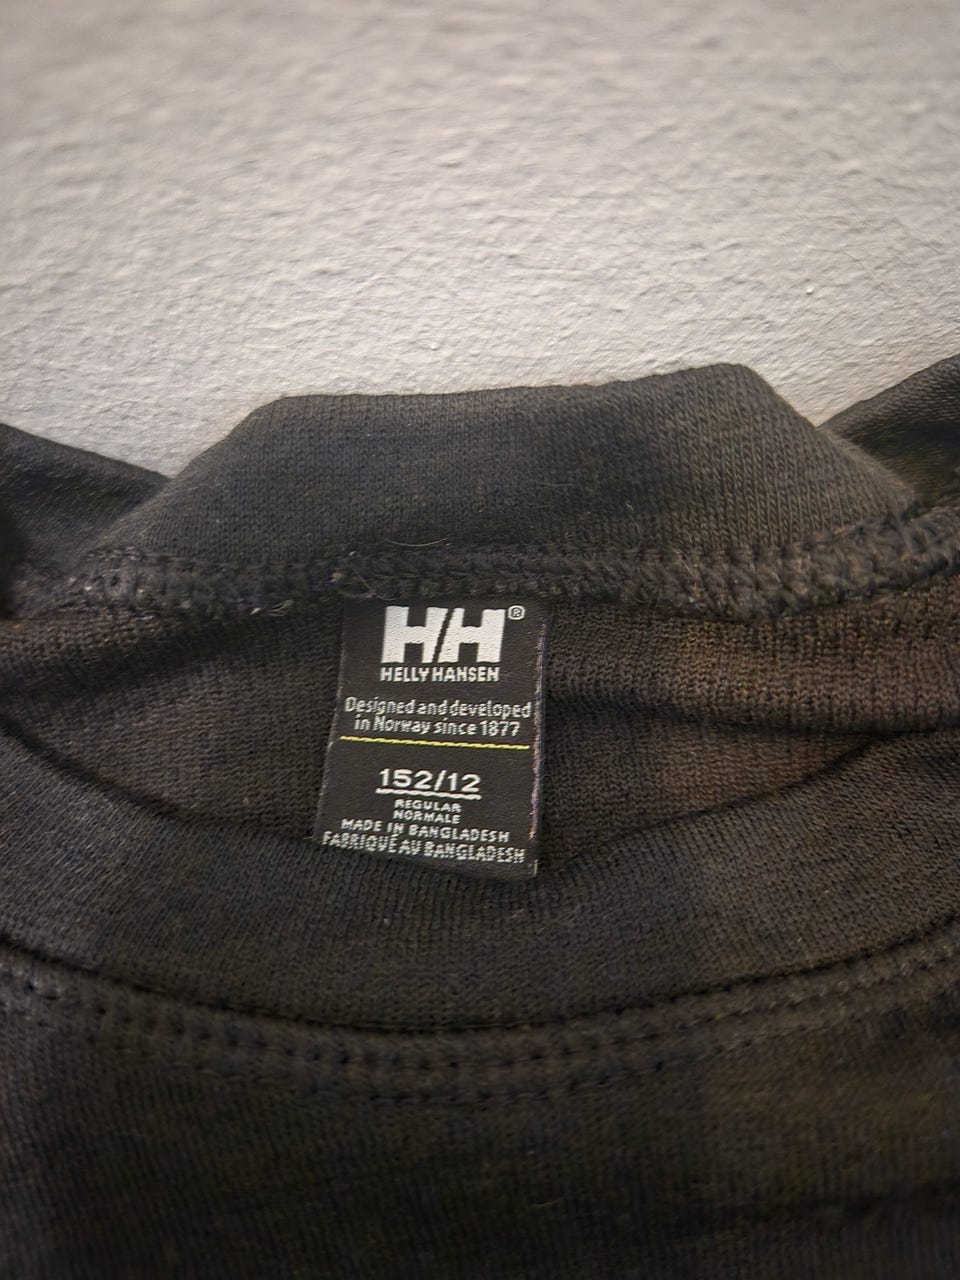 HH®
HELLY HANSEN
Designed and developed
in Norway since 1877
152/12
REGULAR
NORMALE
MADE IN BANGLADESH
FABRIQUÉ AU BANGLADESH